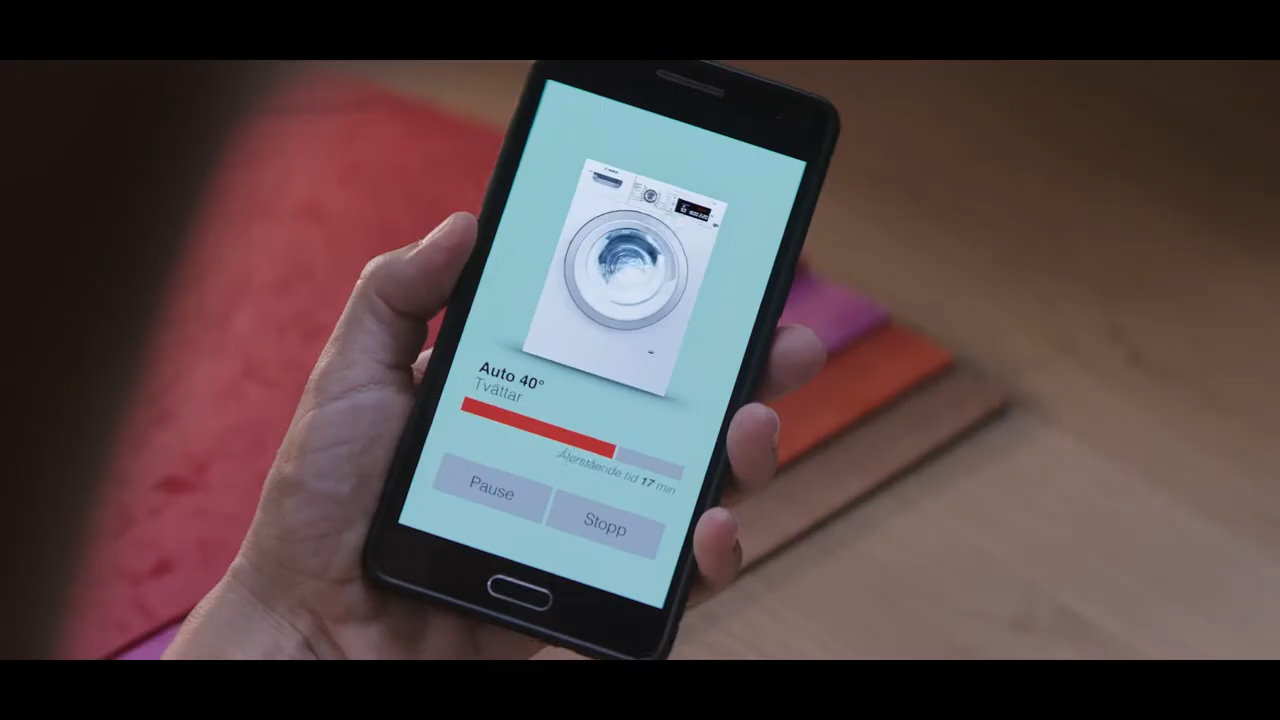 Auto 40°
Tvättar
Återstående tid 17 min
Pause
Stopp